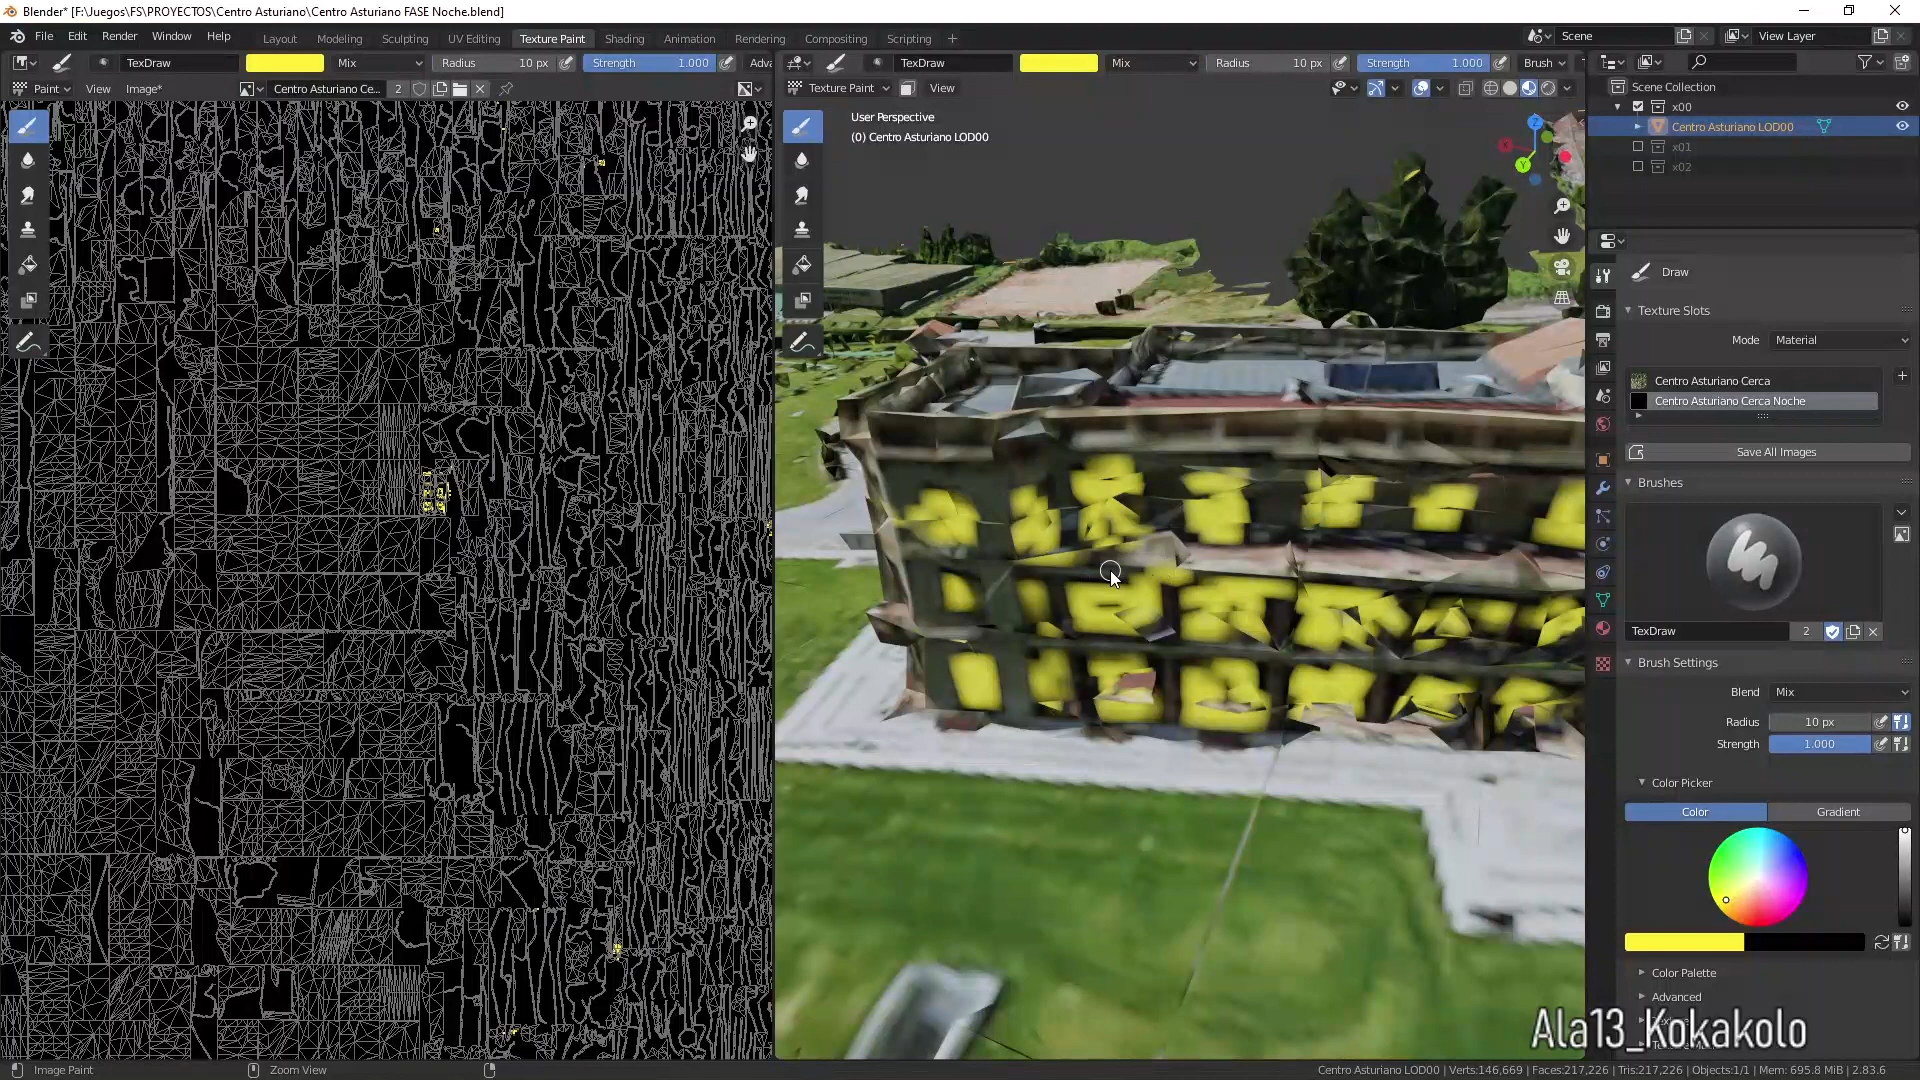 Blender* [F:\Juegos\FS\PROYECTOS\Centro Asturiano\Centro Asturiano FASE Noche.blend]
File Edit Render Window Help Layout Modeling Sculpting UV Editing Texture Paint Shading Animation Rendering Compositing Scripting + Scene View Layer
TexDraw Mix Radius 10 px Strength 1.000 Adva TexDraw Mix Radius 10 px Strength 1.000 Brush
Paint View Image* Centro Asturiano Ce... 2 Texture Paint View
Scene Collection
x00
Centro Asturiano LOD00
x01
x02
User Perspective
(0) Centro Asturiano LOD00
Z
Y
Draw
Texture Slots
Mode Material
Centro Asturiano Cerca
Centro Asturiano Cerca Noche
Save All Images
Brushes
TexDraw 2
Brush Settings
Blend Mix
Radius 10 px
Strength 1.000
Color Picker
Color Gradient
Color Palette
Advanced
Ala13_Kokakolo
Image Paint Zoom View Centro Asturiano LOD00 | Verts:146,669 | Faces:217,226 | Tris:217,226 | Objects:1/1 | Mem: 695.8 MiB | 2.83.6